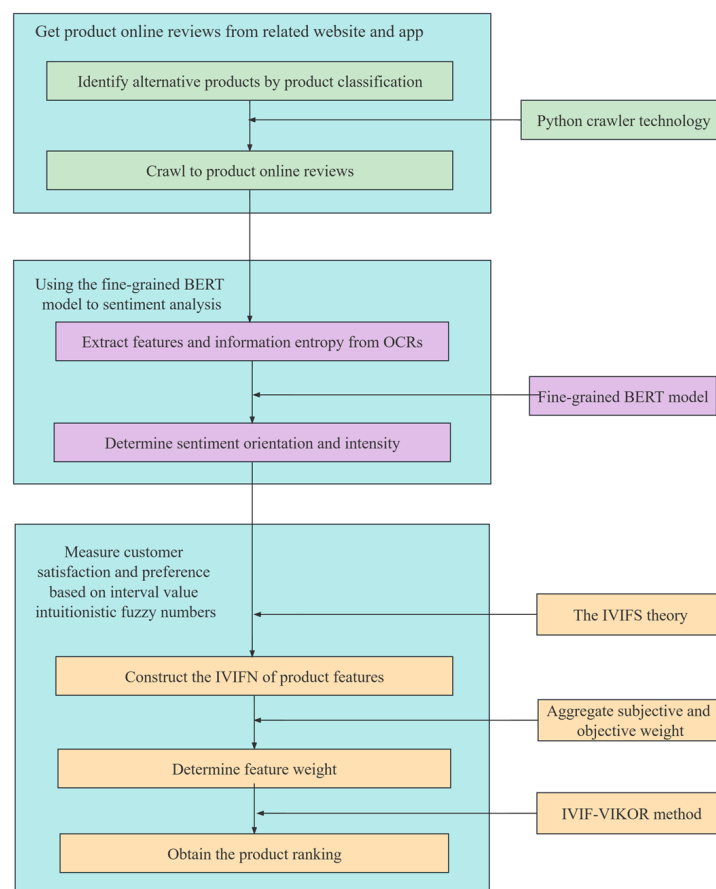 Get product online reviews from related website and app
Identify alternative products by product classification
Python crawler technology
Crawl to product online reviews
Using the fine-grained BERT
model to sentiment analysis
Extract features and information entropy from OCRs
Fine-grained BERT model
Determine sentiment orientation and intensity
Measure customer
satisfaction and preference
based on interval value
intuitionistic fuzzy numbers
The IVIFS theory
Construct the IVIFN of product features
Aggregate subjective and
objective weight
Determine feature weight
IVIF-VIKOR method
Obtain the product ranking